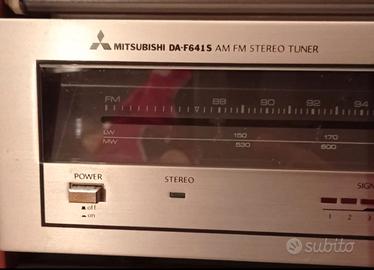 MITSUBISHI DA-F641S AM FM STEREO TUNER
FM 88 90 92 94
LW 150 170
MW 530 600
POWER STEREO SIGN
off
on
1 2 3
subito